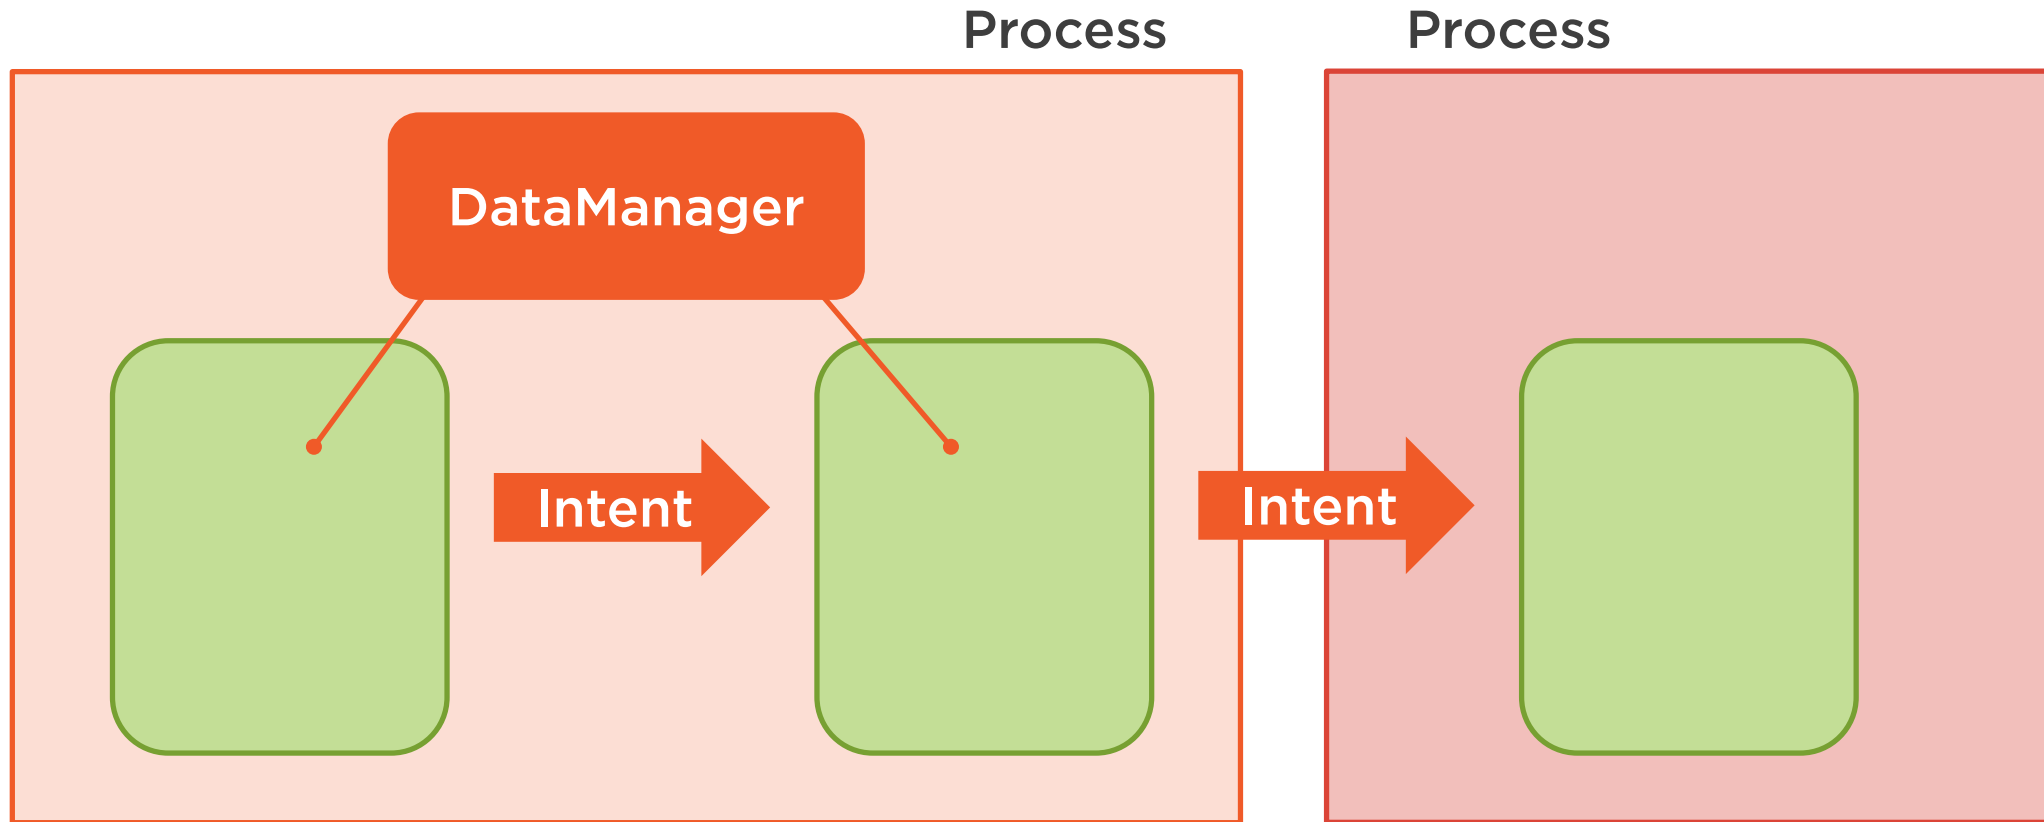 Process
Process
DataManager
Intent
Intent